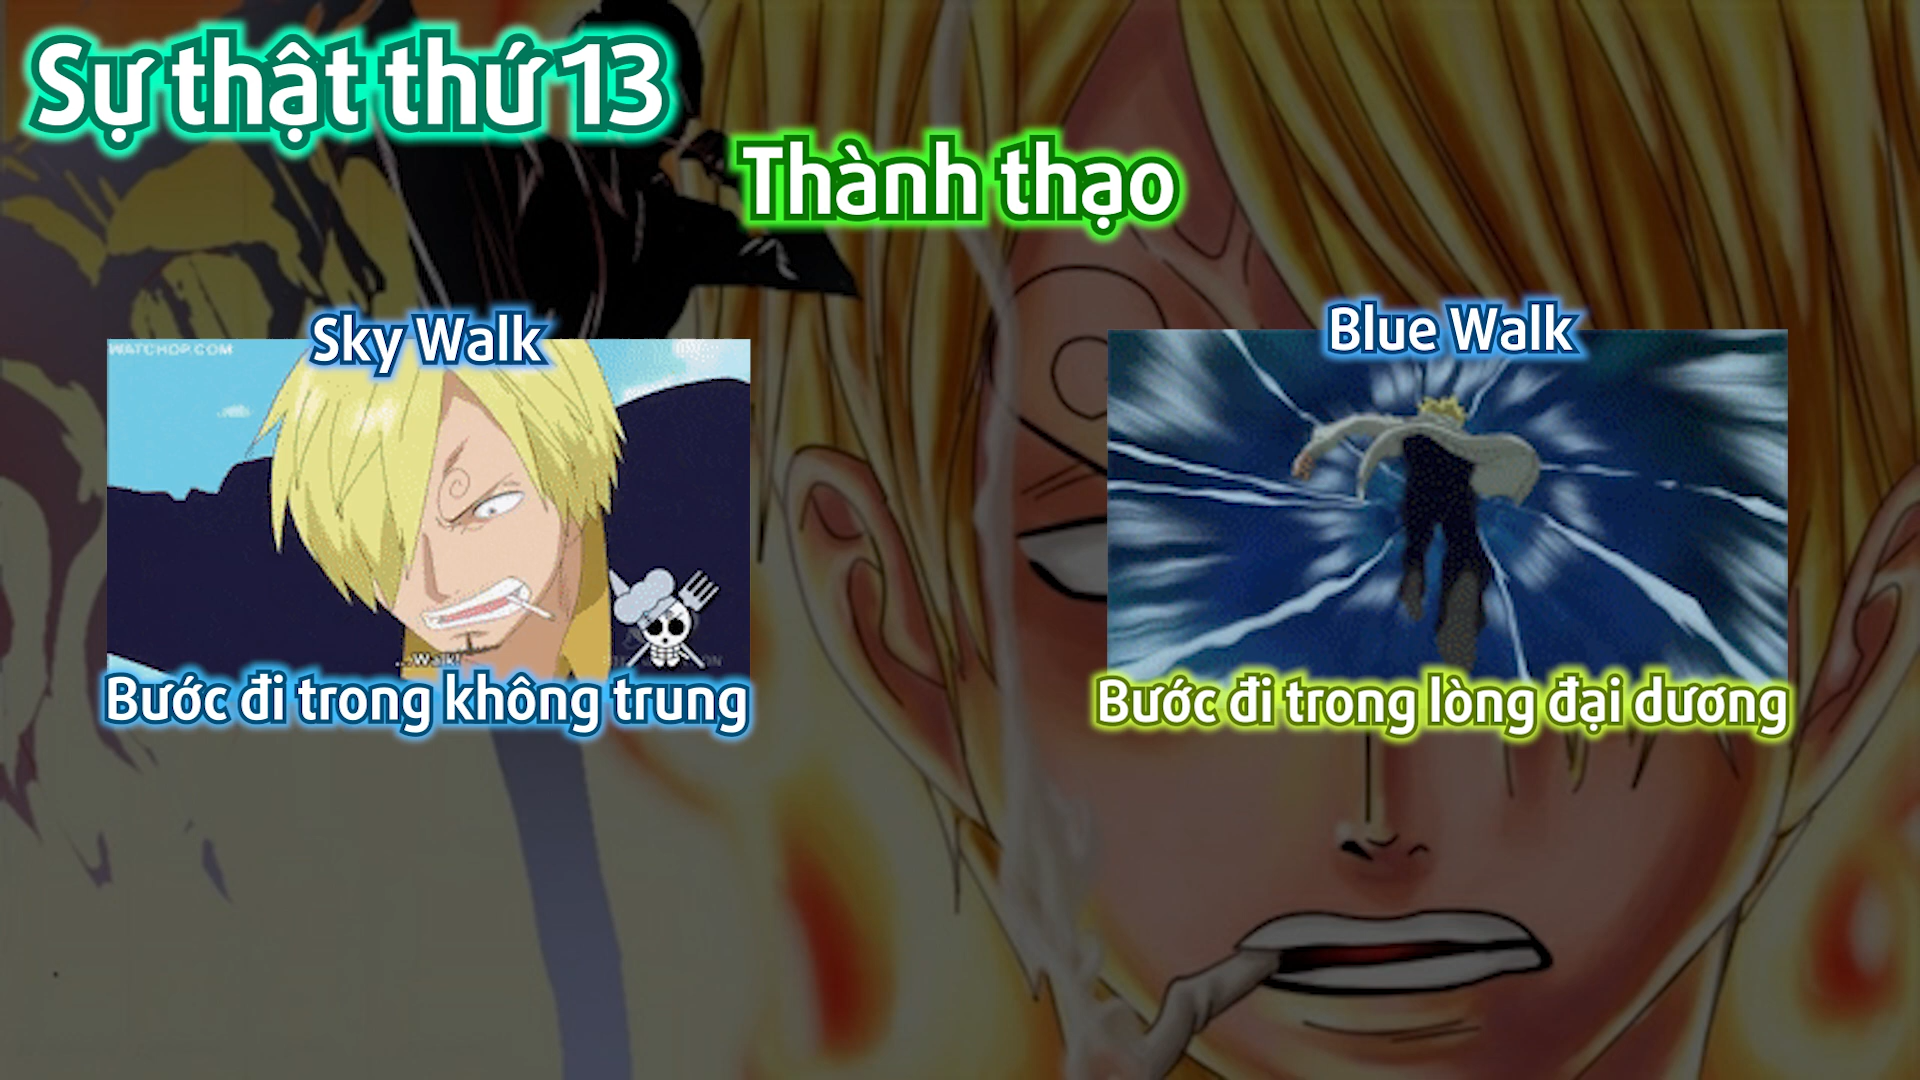 Sự thật thứ 13
Thành thạo
Sky Walk
WATCHOP.COM
...Walk!
Bước đi trong không trung
Blue Walk
Bước đi trong lòng đại dương